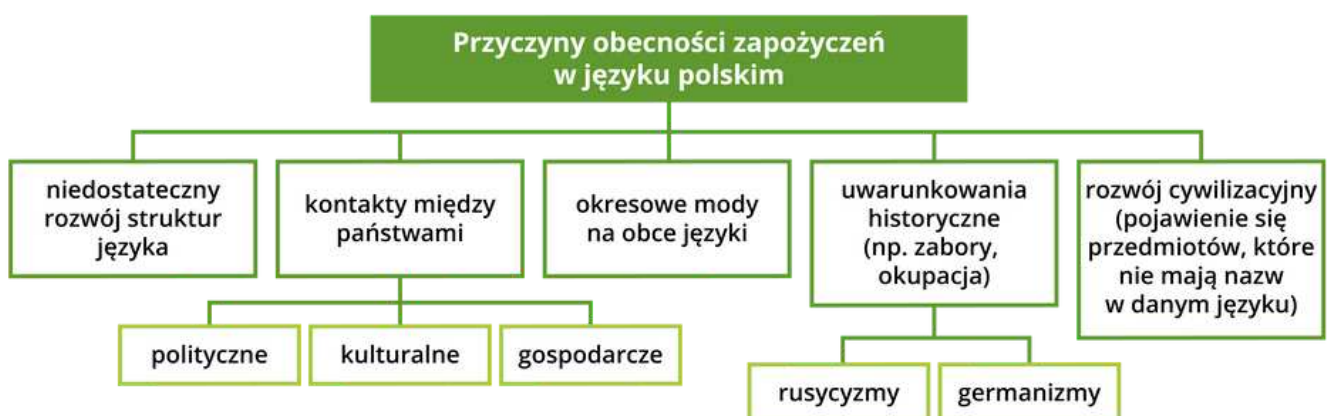 Przyczyny obecności zapożyczeń
w języku polskim
niedostateczny
rozwój struktur
języka
kontakty między
państwami
okresowe mody
na obce języki
uwarunkowania
historyczne
(np. zabory,
okupacja)
rozwój cywilizacyjny
(pojawienie się
przedmiotów, które
nie mają nazw
w danym języku)
polityczne
kulturalne
gospodarcze
rusycyzmy
germanizmy